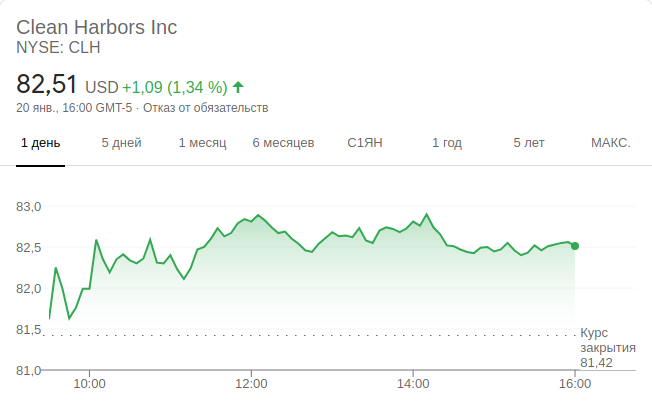 Clean Harbors Inc
NYSE: CLH
82,51 USD +1,09 (1,34 %)
20 янв., 16:00 GMT-5 · Отказ от обязательств
1 день 5 дней 1 месяц 6 месяцев С1ЯН 1 год 5 лет МАКС.
83,0
82,5
82,0
81,5
Курс
закрытия
81,42
81,0
10:00 12:00 14:00 16:00